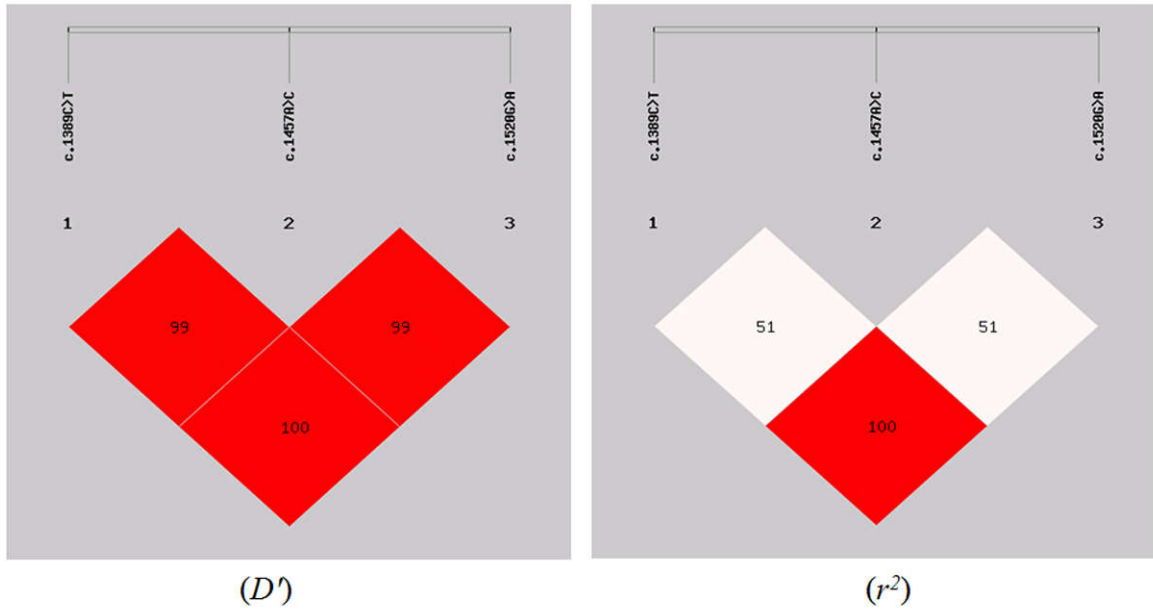 c.1389C>T
c.1457A>C
c.1520G>A
1 2 3
99 99
100
(D')
c.1389C>T
c.1457A>C
c.1520G>A
1 2 3
51 51
100
(r²)